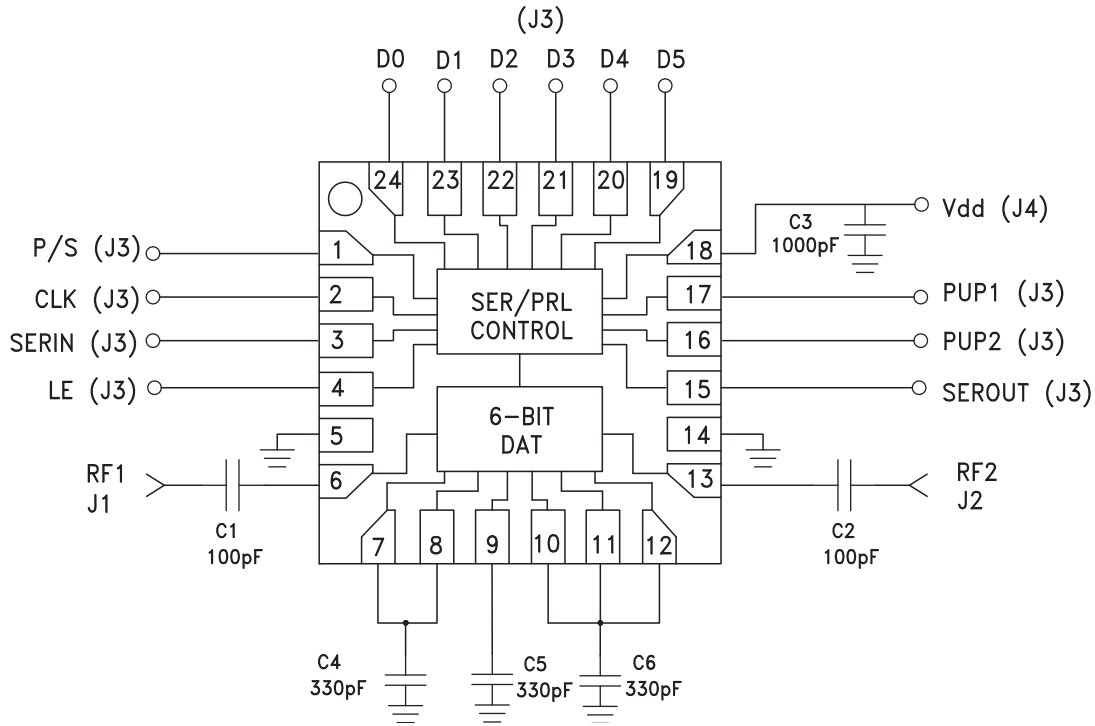 (J3)
D0 D1 D2 D3 D4 D5
24 23 22 21 20 19
P/S (J3) 1 18 C3 1000pF Vdd (J4)
CLK (J3) 2 SER/PRL 17 PUP1 (J3)
SERIN (J3) 3 CONTROL 16 PUP2 (J3)
LE (J3) 4 6-BIT 15 SEROUT (J3)
5 DAT 14
RF1 6 13 RF2
J1 J2
C1 C2
100pF 7 8 9 10 11 12 100pF
C4 C5 C6
330pF 330pF 330pF